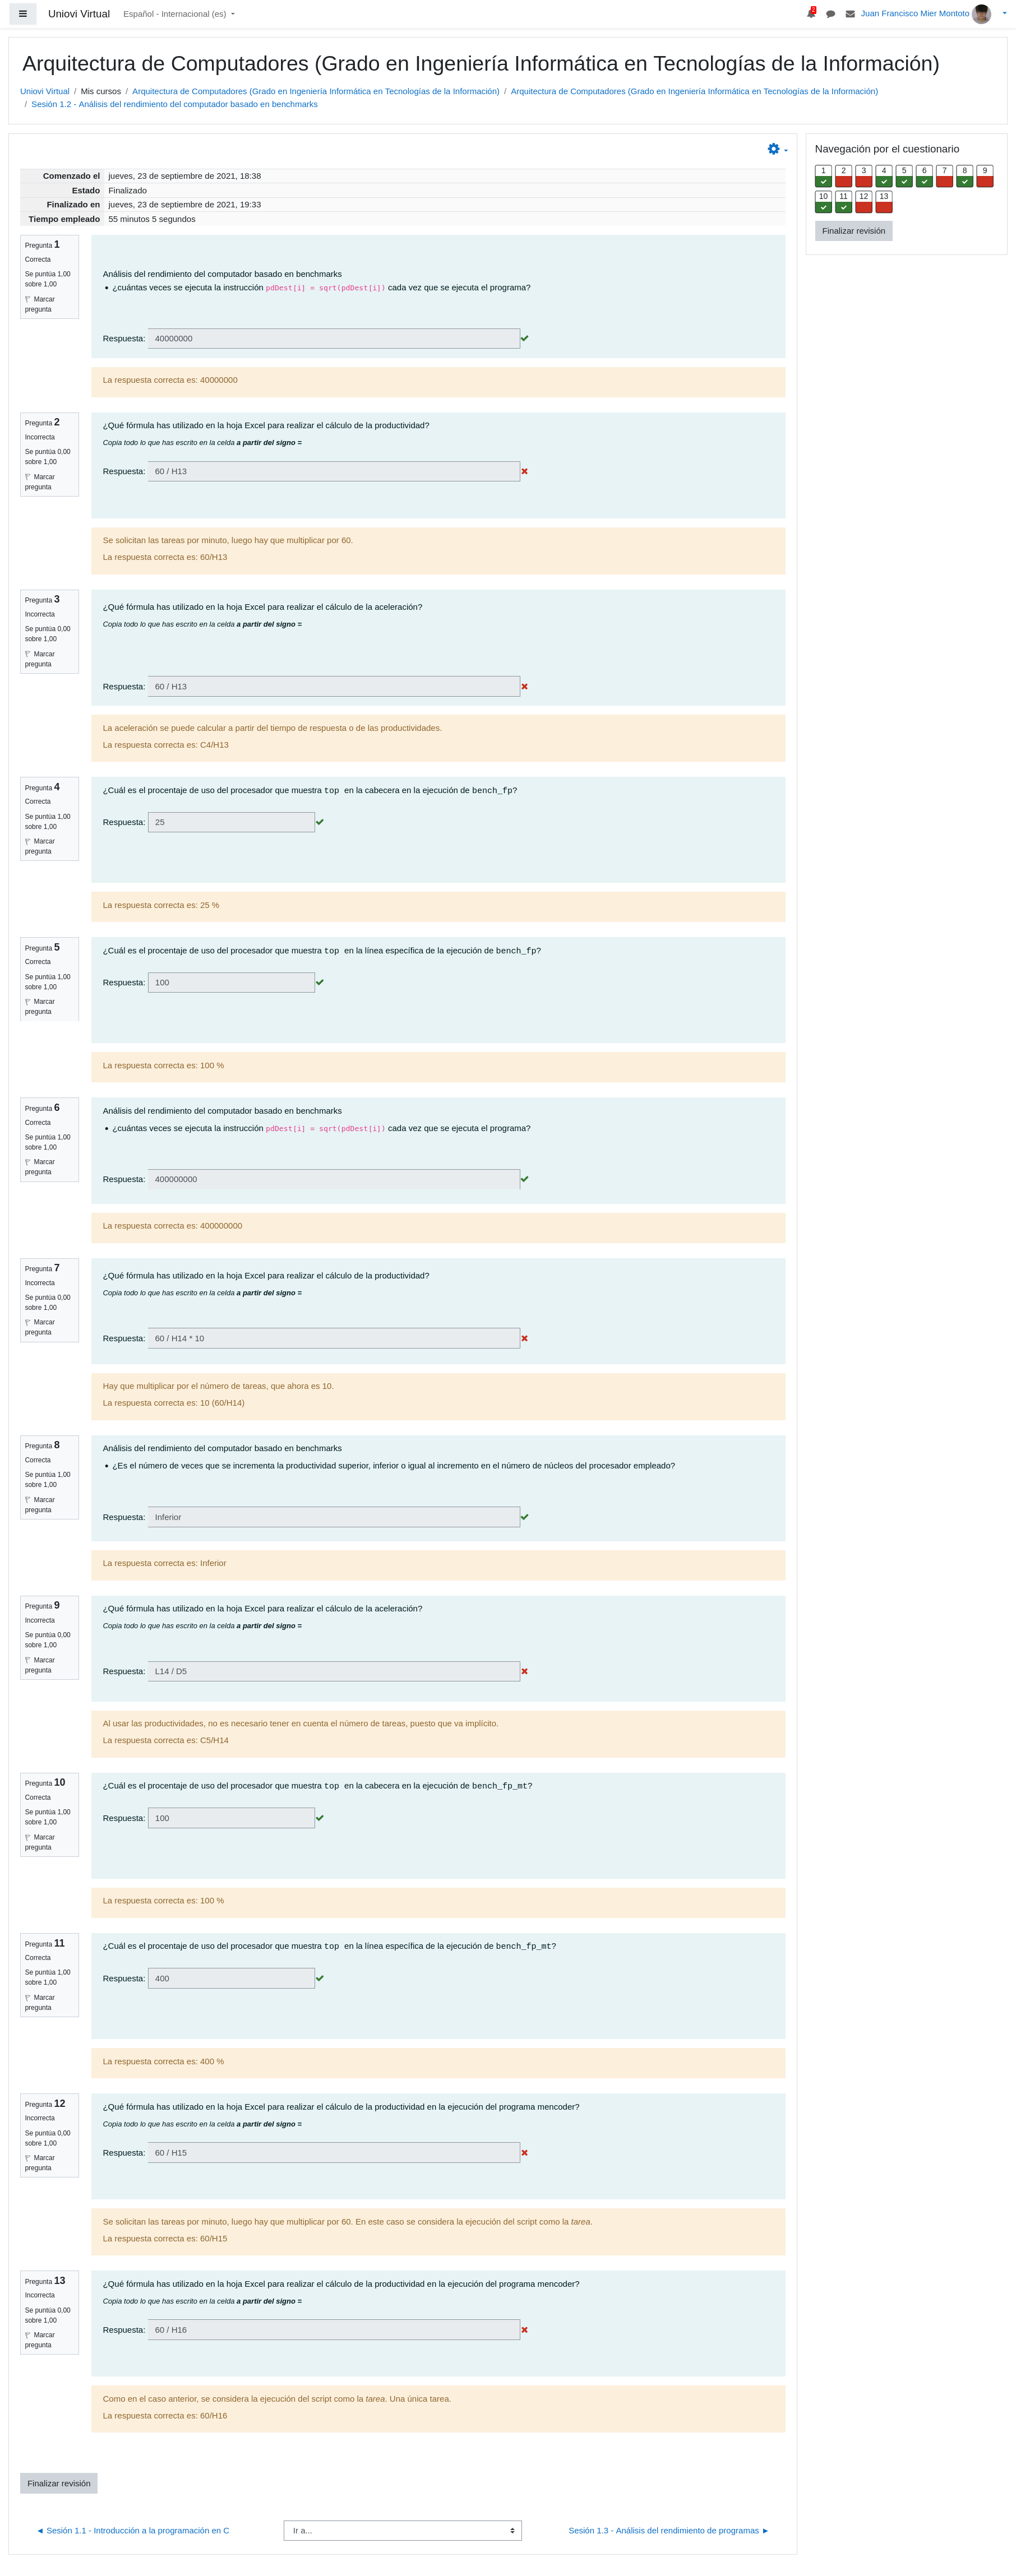 Uniovi Virtual Español - Internacional (es) 2 Juan Francisco Mier Montoto
Arquitectura de Computadores (Grado en Ingeniería Informática en Tecnologías de la Información)
Uniovi Virtual / Mis cursos / Arquitectura de Computadores (Grado en Ingeniería Informática en Tecnologías de la Información) / Arquitectura de Computadores (Grado en Ingeniería Informática en Tecnologías de la Información)
/ Sesión 1.2 - Análisis del rendimiento del computador basado en benchmarks
Comenzado el jueves, 23 de septiembre de 2021, 18:38
Estado Finalizado
Finalizado en jueves, 23 de septiembre de 2021, 19:33
Tiempo empleado 55 minutos 5 segundos
Pregunta 1
Correcta
Se puntúa 1,00
sobre 1,00
Marcar
pregunta
Análisis del rendimiento del computador basado en benchmarks
• ¿cuántas veces se ejecuta la instrucción pdDest[i] = sqrt(pdDest[i]) cada vez que se ejecuta el programa?
Respuesta: 40000000
La respuesta correcta es: 40000000
Pregunta 2
Incorrecta
Se puntúa 0,00
sobre 1,00
Marcar
pregunta
¿Qué fórmula has utilizado en la hoja Excel para realizar el cálculo de la productividad?
Copia todo lo que has escrito en la celda a partir del signo =
Respuesta: 60 / H13
Se solicitan las tareas por minuto, luego hay que multiplicar por 60.
La respuesta correcta es: 60/H13
Pregunta 3
Incorrecta
Se puntúa 0,00
sobre 1,00
Marcar
pregunta
¿Qué fórmula has utilizado en la hoja Excel para realizar el cálculo de la aceleración?
Copia todo lo que has escrito en la celda a partir del signo =
Respuesta: 60 / H13
La aceleración se puede calcular a partir del tiempo de respuesta o de las productividades.
La respuesta correcta es: C4/H13
Pregunta 4
Correcta
Se puntúa 1,00
sobre 1,00
Marcar
pregunta
¿Cuál es el procentaje de uso del procesador que muestra top en la cabecera en la ejecución de bench_fp?
Respuesta: 25
La respuesta correcta es: 25 %
Pregunta 5
Correcta
Se puntúa 1,00
sobre 1,00
Marcar
pregunta
¿Cuál es el procentaje de uso del procesador que muestra top en la línea específica de la ejecución de bench_fp?
Respuesta: 100
La respuesta correcta es: 100 %
Pregunta 6
Correcta
Se puntúa 1,00
sobre 1,00
Marcar
pregunta
Análisis del rendimiento del computador basado en benchmarks
• ¿cuántas veces se ejecuta la instrucción pdDest[i] = sqrt(pdDest[i]) cada vez que se ejecuta el programa?
Respuesta: 400000000
La respuesta correcta es: 400000000
Pregunta 7
Incorrecta
Se puntúa 0,00
sobre 1,00
Marcar
pregunta
¿Qué fórmula has utilizado en la hoja Excel para realizar el cálculo de la productividad?
Copia todo lo que has escrito en la celda a partir del signo =
Respuesta: 60 / H14 * 10
Hay que multiplicar por el número de tareas, que ahora es 10.
La respuesta correcta es: 10 (60/H14)
Pregunta 8
Correcta
Se puntúa 1,00
sobre 1,00
Marcar
pregunta
Análisis del rendimiento del computador basado en benchmarks
• ¿Es el número de veces que se incrementa la productividad superior, inferior o igual al incremento en el número de núcleos del procesador empleado?
Respuesta: Inferior
La respuesta correcta es: Inferior
Pregunta 9
Incorrecta
Se puntúa 0,00
sobre 1,00
Marcar
pregunta
¿Qué fórmula has utilizado en la hoja Excel para realizar el cálculo de la aceleración?
Copia todo lo que has escrito en la celda a partir del signo =
Respuesta: L14 / D5
Al usar las productividades, no es necesario tener en cuenta el número de tareas, puesto que va implícito.
La respuesta correcta es: C5/H14
Pregunta 10
Correcta
Se puntúa 1,00
sobre 1,00
Marcar
pregunta
¿Cuál es el procentaje de uso del procesador que muestra top en la cabecera en la ejecución de bench_fp_mt?
Respuesta: 100
La respuesta correcta es: 100 %
Pregunta 11
Correcta
Se puntúa 1,00
sobre 1,00
Marcar
pregunta
¿Cuál es el procentaje de uso del procesador que muestra top en la línea específica de la ejecución de bench_fp_mt?
Respuesta: 400
La respuesta correcta es: 400 %
Pregunta 12
Incorrecta
Se puntúa 0,00
sobre 1,00
Marcar
pregunta
¿Qué fórmula has utilizado en la hoja Excel para realizar el cálculo de la productividad en la ejecución del programa mencoder?
Copia todo lo que has escrito en la celda a partir del signo =
Respuesta: 60 / H15
Se solicitan las tareas por minuto, luego hay que multiplicar por 60. En este caso se considera la ejecución del script como la tarea.
La respuesta correcta es: 60/H15
Pregunta 13
Incorrecta
Se puntúa 0,00
sobre 1,00
Marcar
pregunta
¿Qué fórmula has utilizado en la hoja Excel para realizar el cálculo de la productividad en la ejecución del programa mencoder?
Copia todo lo que has escrito en la celda a partir del signo =
Respuesta: 60 / H16
Como en el caso anterior, se considera la ejecución del script como la tarea. Una única tarea.
La respuesta correcta es: 60/H16
Finalizar revisión
◄ Sesión 1.1 - Introducción a la programación en C
Ir a...
Sesión 1.3 - Análisis del rendimiento de programas ►
Navegación por el cuestionario
1 2 3 4 5 6 7 8 9
10 11 12 13
Finalizar revisión